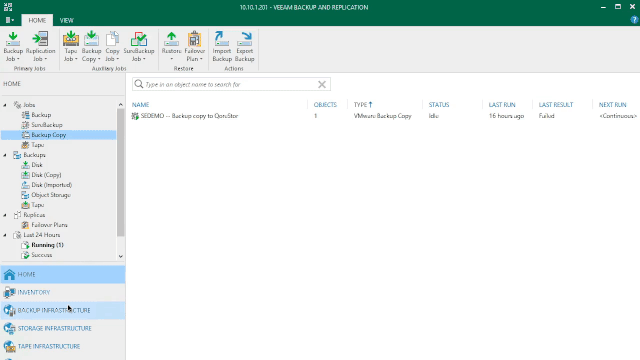 10.10.1.201 - VEEAM BACKUP AND REPLICATION
HOME VIEW
Backup Job Replication Job Tape Job Backup Copy Copy Job SureBackup Job Restore Failover Plan Import Backup Export Backup
Primary Jobs Auxiliary Jobs Restore Actions
HOME
Type in an object name to search for
Jobs
Backup
SureBackup
Backup Copy
Tape
Backups
Disk
Disk (Copy)
Disk (Imported)
Object Storage
Tape
Replicas
Failover Plans
Last 24 Hours
Running (1)
Success
NAME OBJECTS TYPE STATUS LAST RUN LAST RESULT NEXT RUN
SEDEMO -- Backup copy to QoruStor 1 VMware Backup Copy Idle 16 hours ago Failed <Continuous>
HOME
INVENTORY
BACKUP INFRASTRUCTURE
STORAGE INFRASTRUCTURE
TAPE INFRASTRUCTURE